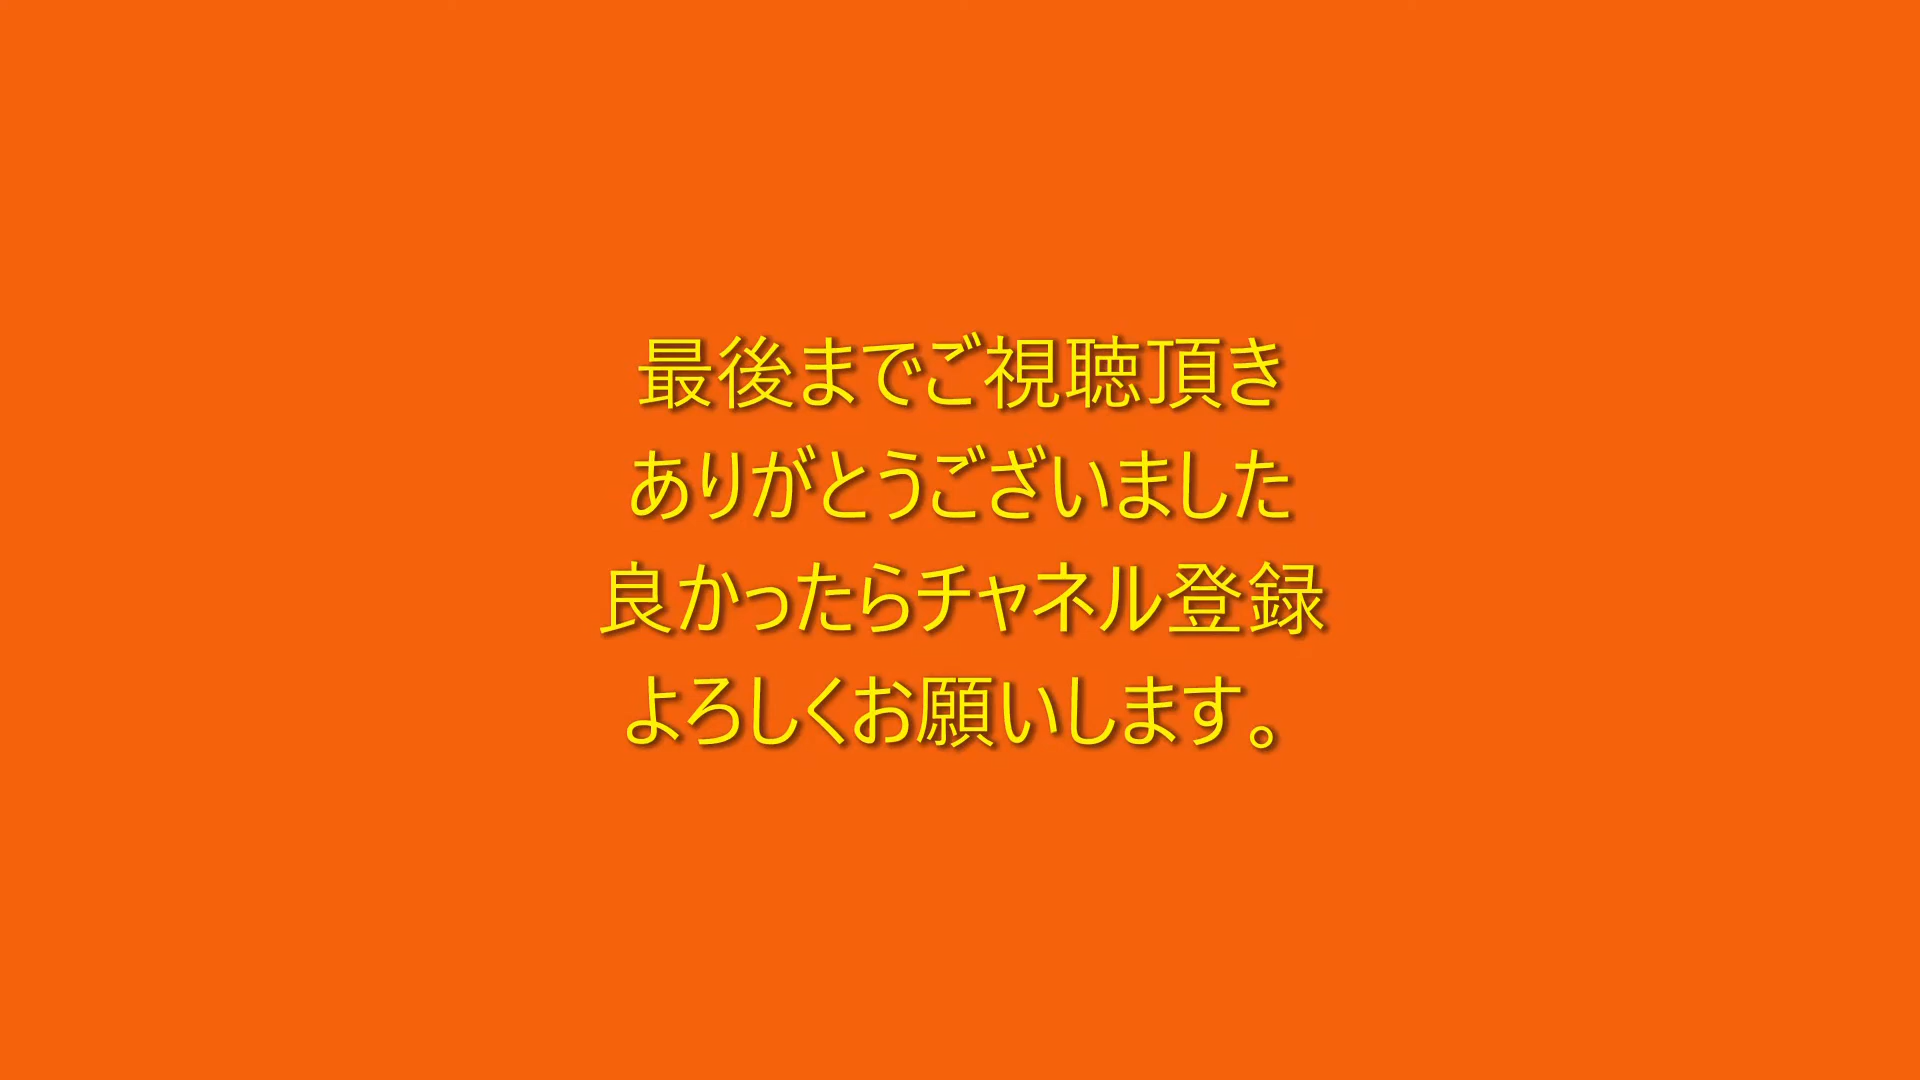 最後までご視聴頂き
ありがとうございました
良かったらチャネル登録
よろしくお願いします。